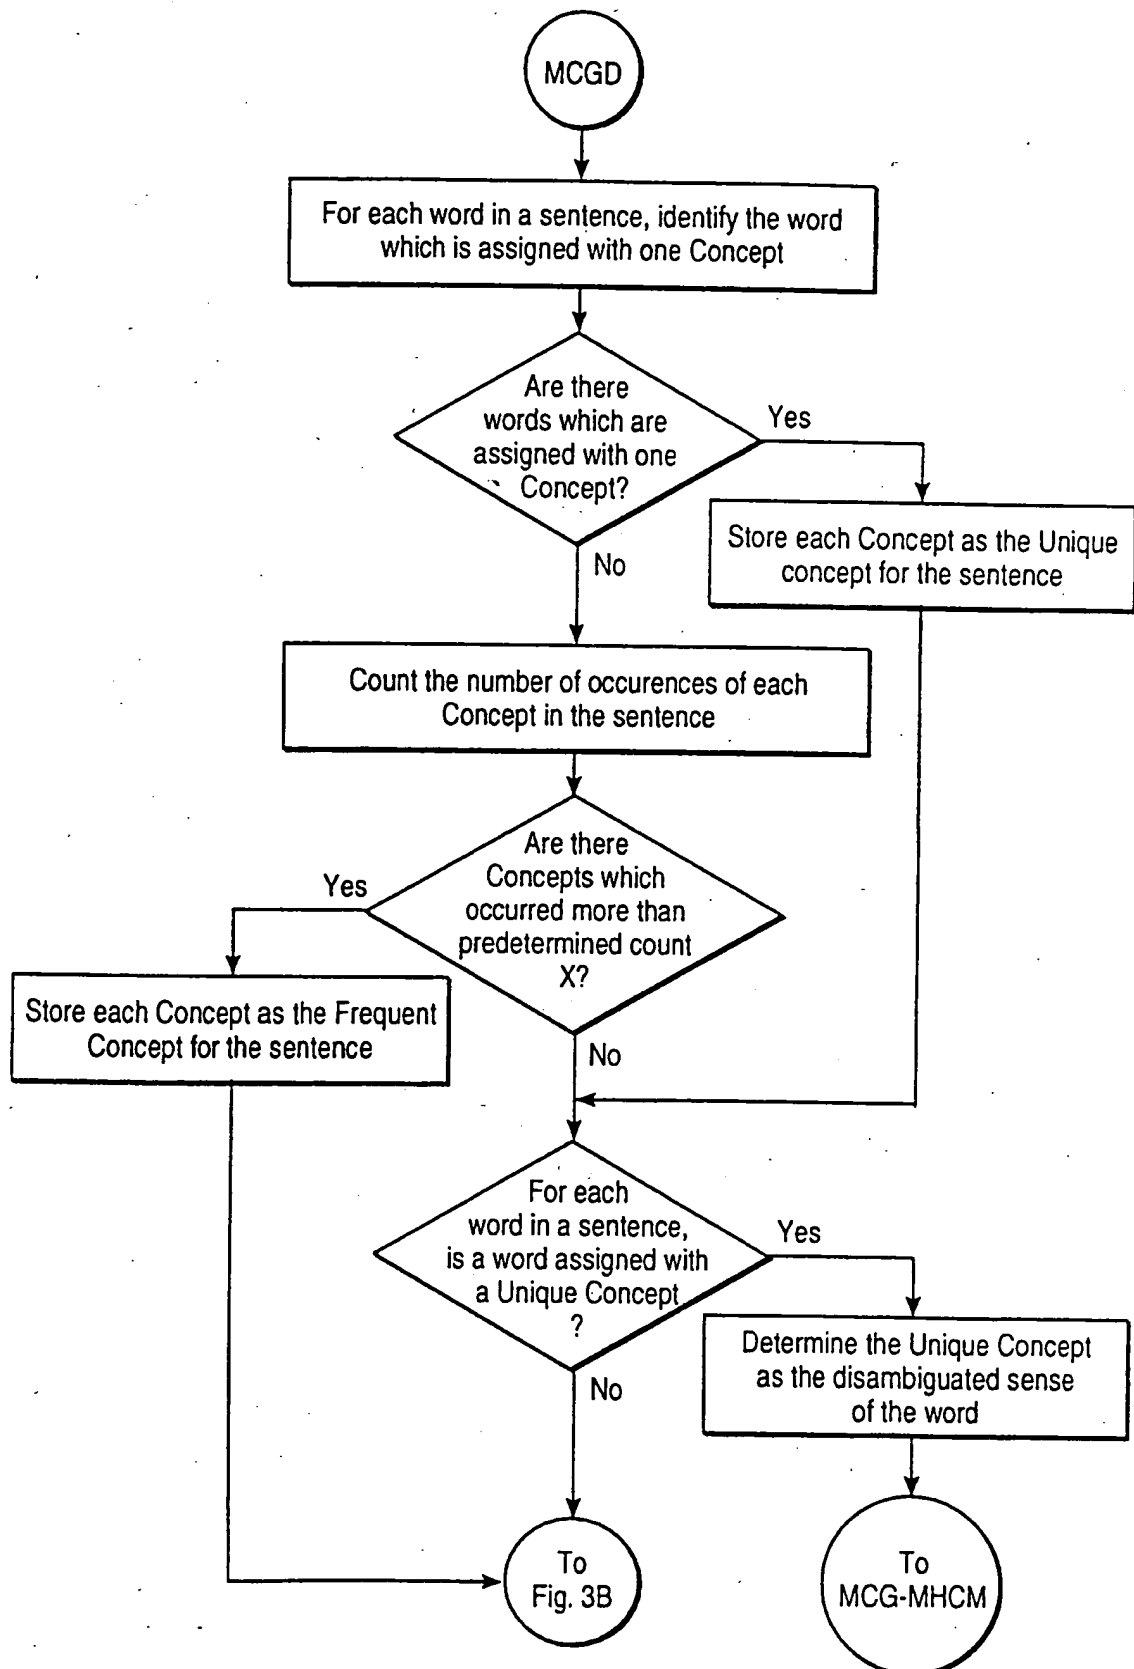 MCGD
For each word in a sentence, identify the word
which is assigned with one Concept
Are there
words which are
assigned with one
Concept?
Yes
No
Store each Concept as the Unique
concept for the sentence
Count the number of occurences of each
Concept in the sentence
Are there
Concepts which
occurred more than
predetermined count
X?
Yes
No
Store each Concept as the Frequent
Concept for the sentence
For each
word in a sentence,
is a word assigned with
a Unique Concept
?
Yes
No
Determine the Unique Concept
as the disambiguated sense
of the word
To
Fig. 3B
To
MCG-MHCM